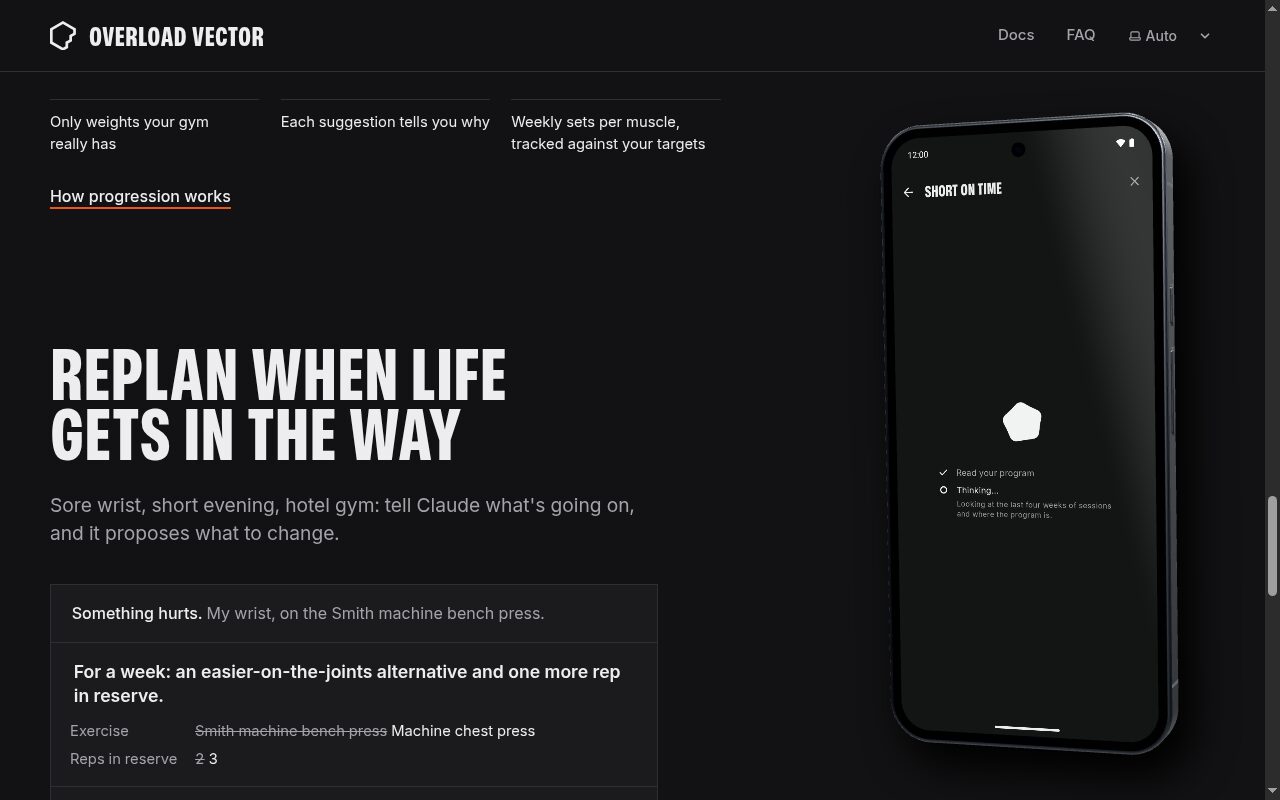 OVERLOAD VECTOR
Docs
FAQ
Auto
Only weights your gym
really has
Each suggestion tells you why
Weekly sets per muscle,
tracked against your targets
How progression works
REPLAN WHEN LIFE
GETS IN THE WAY
Sore wrist, short evening, hotel gym: tell Claude what's going on,
and it proposes what to change.
Something hurts. My wrist, on the Smith machine bench press.
For a week: an easier-on-the-joints alternative and one more rep
in reserve.
Exercise Smith machine bench press Machine chest press
Reps in reserve 2 3
12:00
SHORT ON TIME
Read your program
Thinking...
Looking at the last four weeks of sessions
and where the program is.